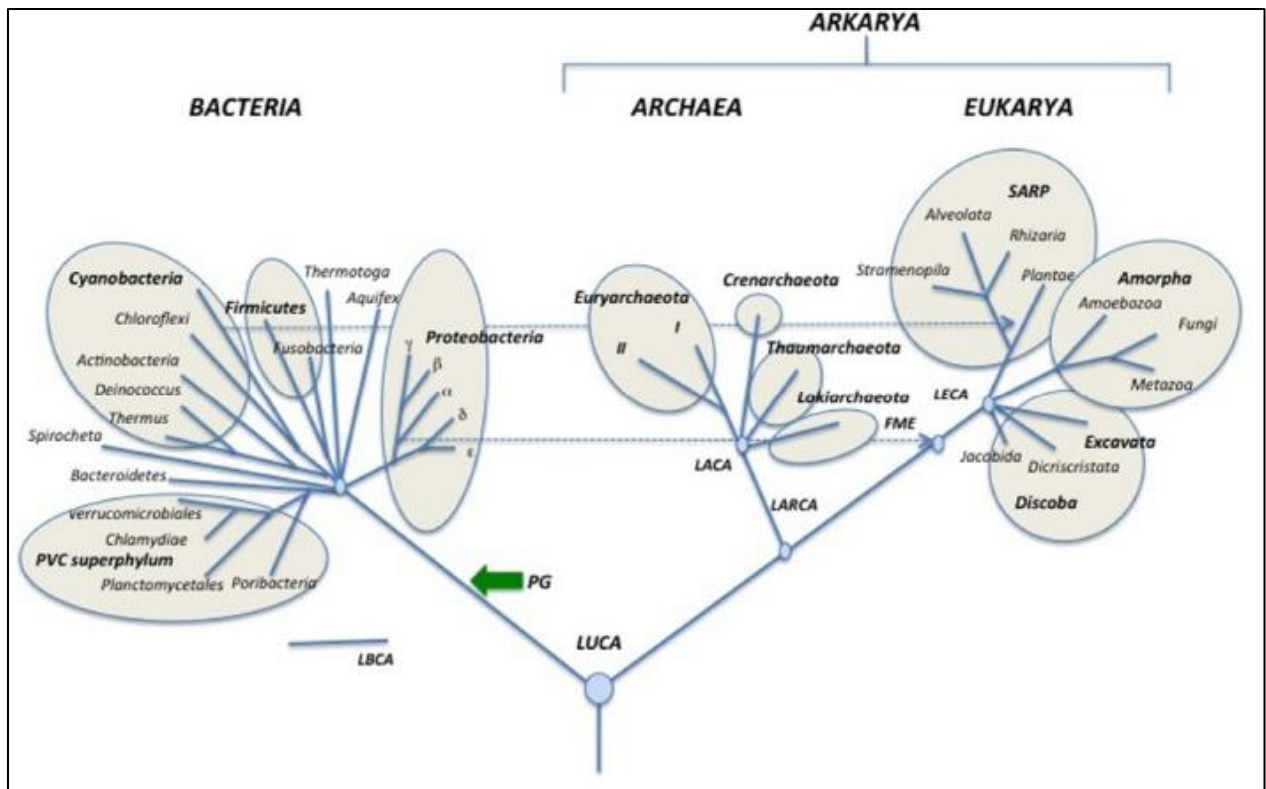 ARKARYA
BACTERIA
ARCHAEA
EUKARYA
SARP
Alveolata
Rhizaria
Stramenopila
Plantae
Amorpha
Amoebozoa
Fungi
Metazoa
Cyanobacteria
Chloroflexi
Actinobacteria
Deinococcus
Thermus
Spirocheta
Bacteroidetes
Firmicutes
Fusobacteria
Thermotoga
Aquifex
Proteobacteria
γ
β
α
δ
ε
Euryarchaeota
I
II
Crenarchaeota
Thaumarchaeota
Lokiarchaeota
FME
LECA
LACA
LARCA
Jacobida
Excavata
Dicriscristata
Discoba
verrucomicrobiales
Chlamydiae
PVC superphylum
Planctomycetales
Poribacteria
PG
LUCA
LBCA